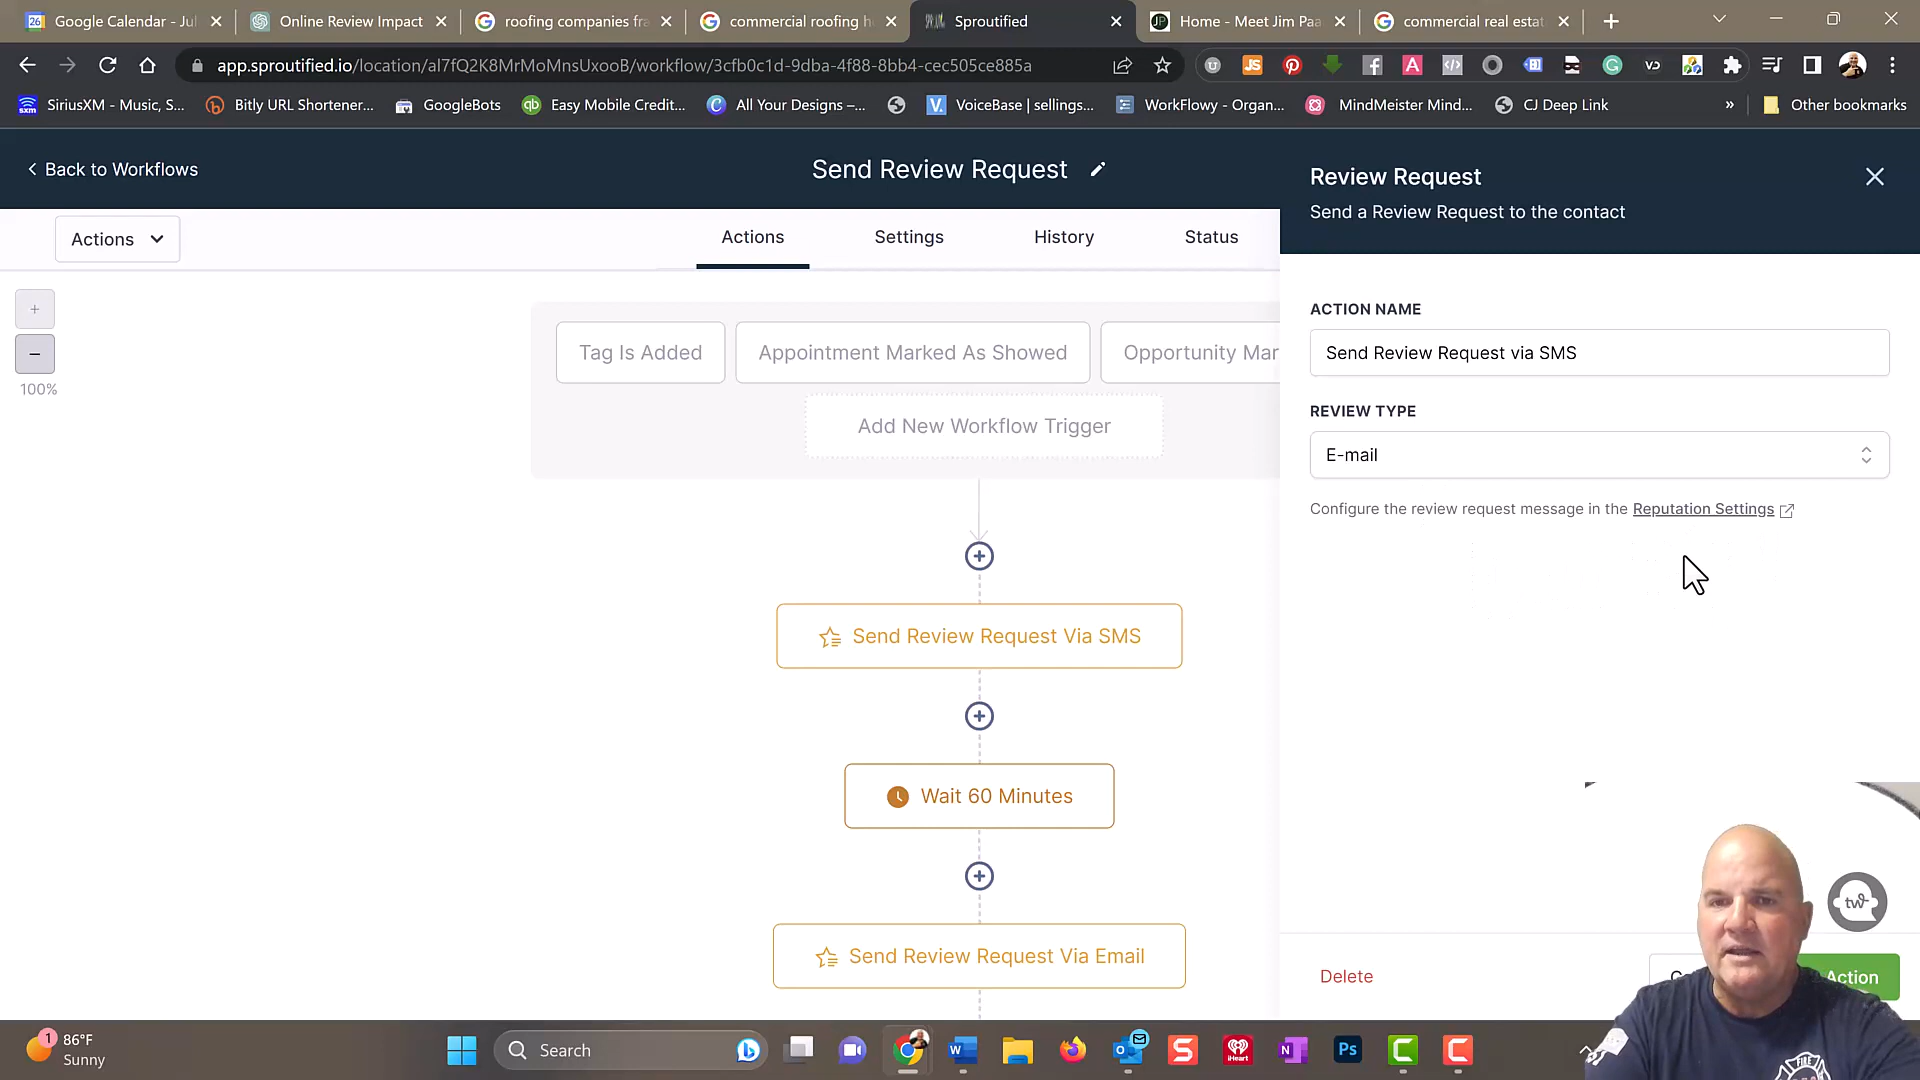 Google Calendar - Jul
Online Review Impact
roofing companies fra
commercial roofing h
Sproutified
Home - Meet Jim Paa
commercial real estat
app.sproutified.io/location/al7fQ2K8MrMoMnsUxooB/workflow/3cfb0c1d-9dba-4f88-8bb4-cec505ce885a
SiriusXM - Music, S...
Bitly URL Shortener...
GoogleBots
Easy Mobile Credit...
All Your Designs –...
VoiceBase | sellings...
WorkFlowy - Organ...
MindMeister Mind...
CJ Deep Link
»
Other bookmarks
Back to Workflows
Send Review Request
Review Request
Send a Review Request to the contact
Actions
Actions
Settings
History
Status
+
−
100%
Tag Is Added
Appointment Marked As Showed
Opportunity Mar
Add New Workflow Trigger
Send Review Request Via SMS
Wait 60 Minutes
Send Review Request Via Email
ACTION NAME
Send Review Request via SMS
REVIEW TYPE
E-mail
Configure the review request message in the Reputation Settings
Delete
Action
1
86°F
Sunny
Search